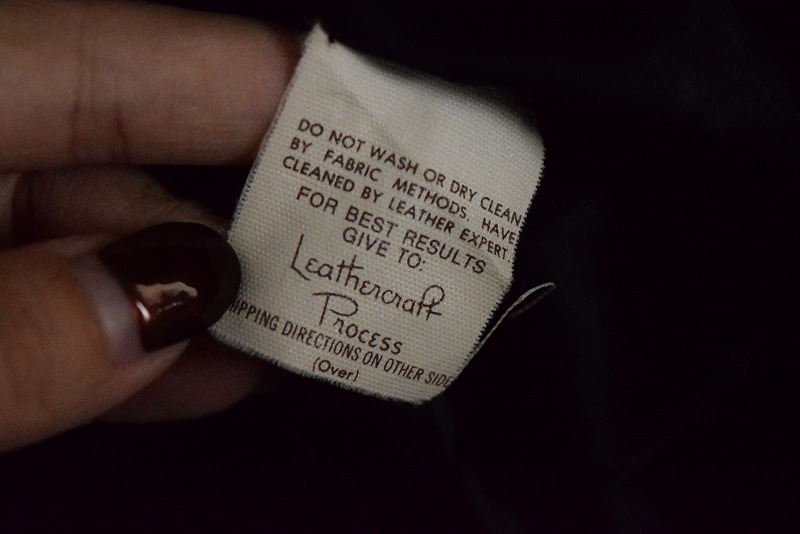 DO NOT WASH OR DRY CLEAN
BY FABRIC METHODS. HAVE
CLEANED BY LEATHER EXPERT.
FOR BEST RESULTS
GIVE TO:
Leathercraft
Process
SHIPPING DIRECTIONS ON OTHER SIDE
(Over)